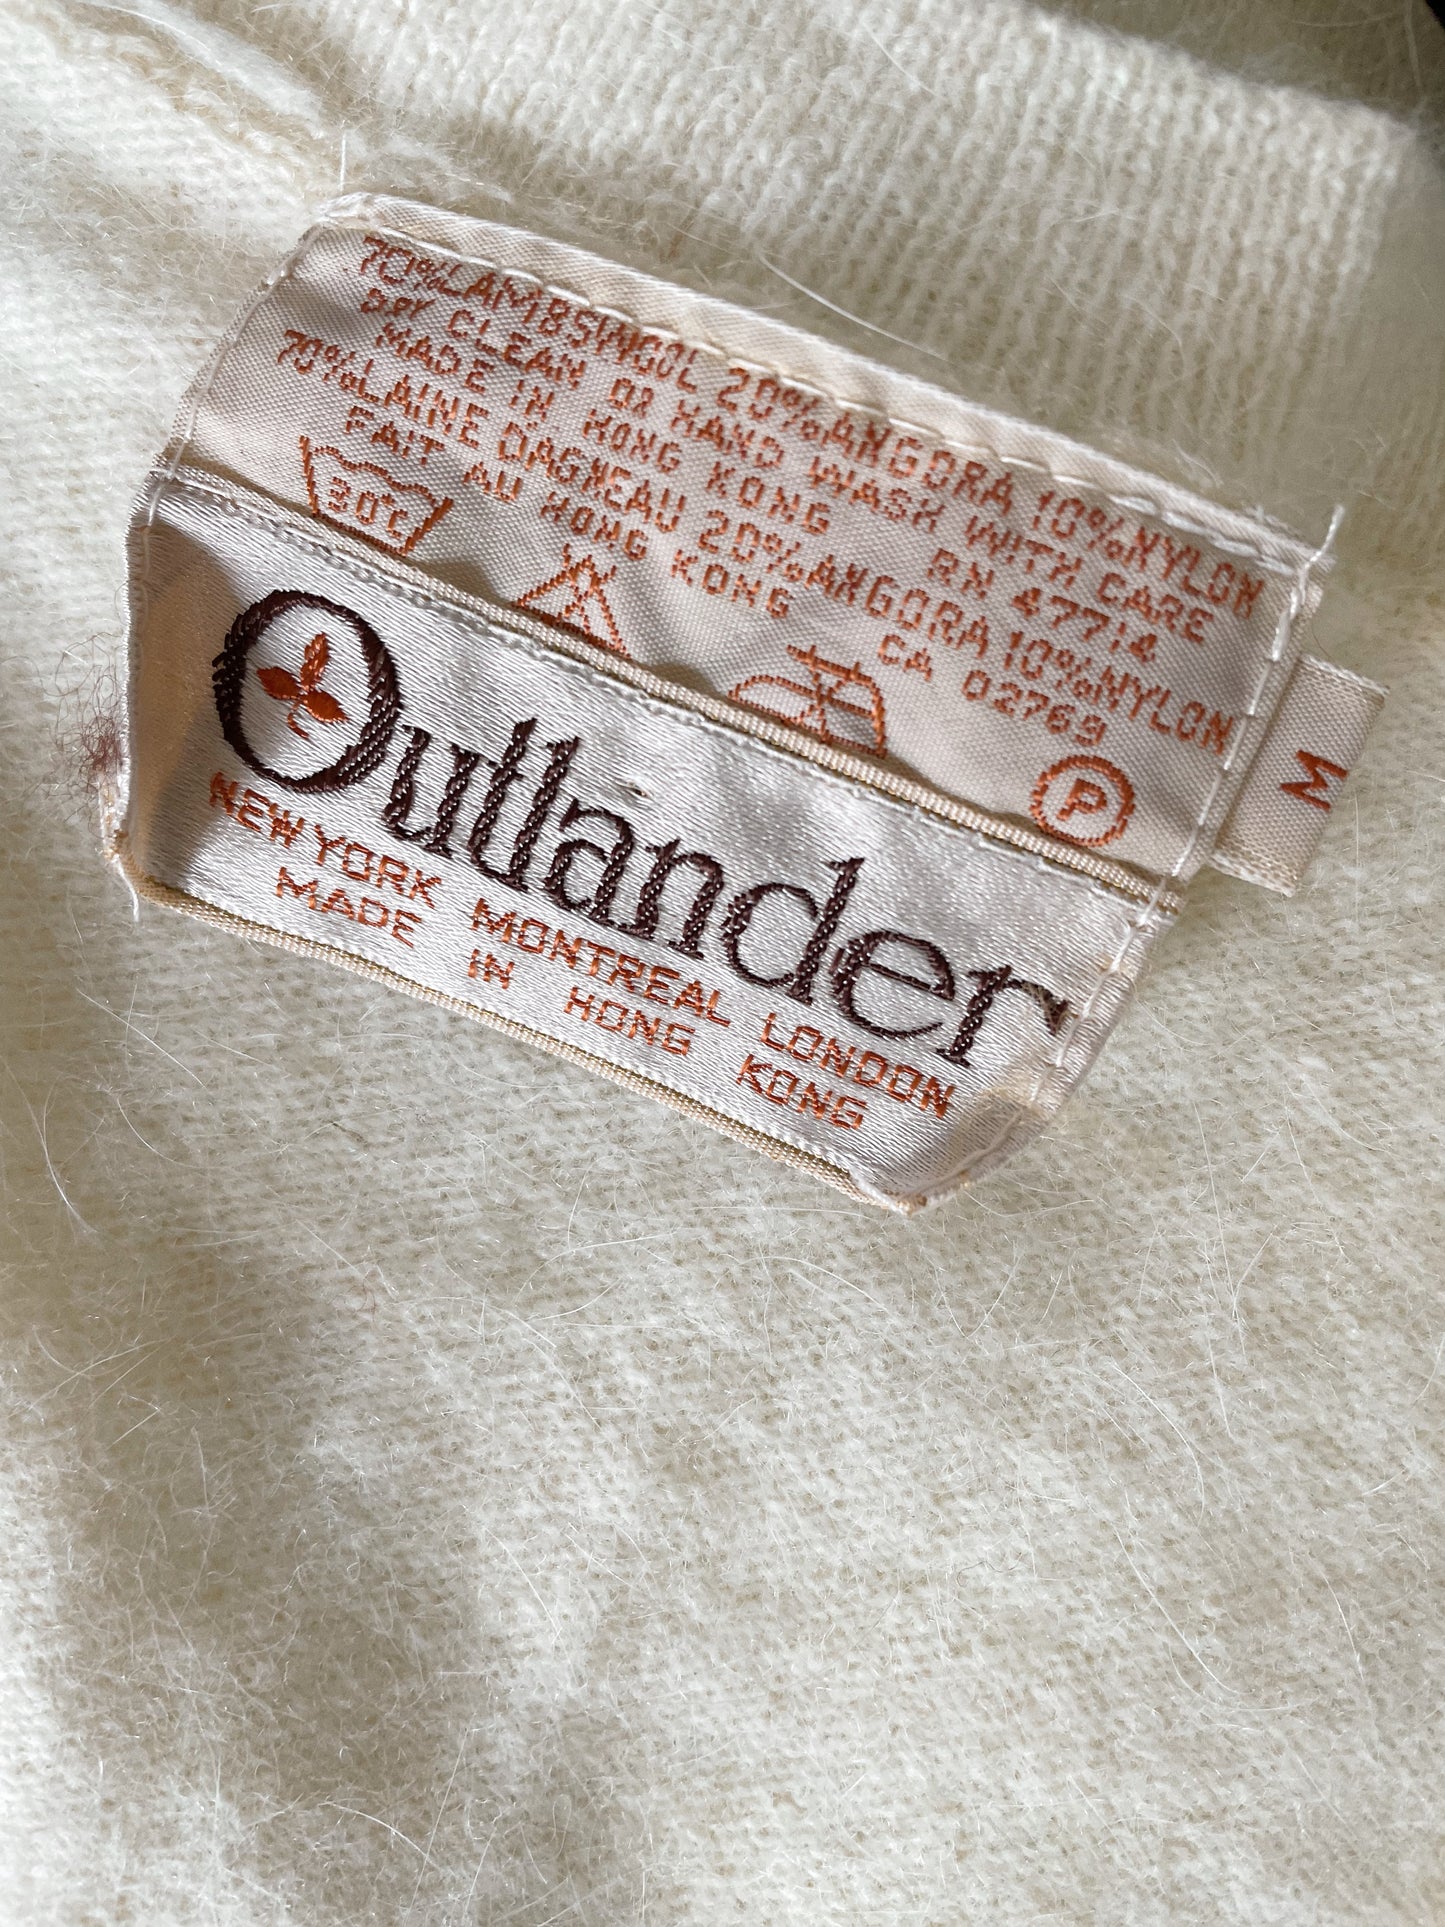 70%LAMBSWOOL 20%ANGORA 10%NYLON
DRY CLEAN OR HAND WASH WITH CARE
MADE IN HONG KONG RN 47714
70%LAINE DAGNEAU 20%ANGORA 10%NYLON
FAIT AU HONG KONG CA 02769
30°C
P
M
Outlander
NEW YORK MONTREAL LONDON
MADE IN HONG KONG